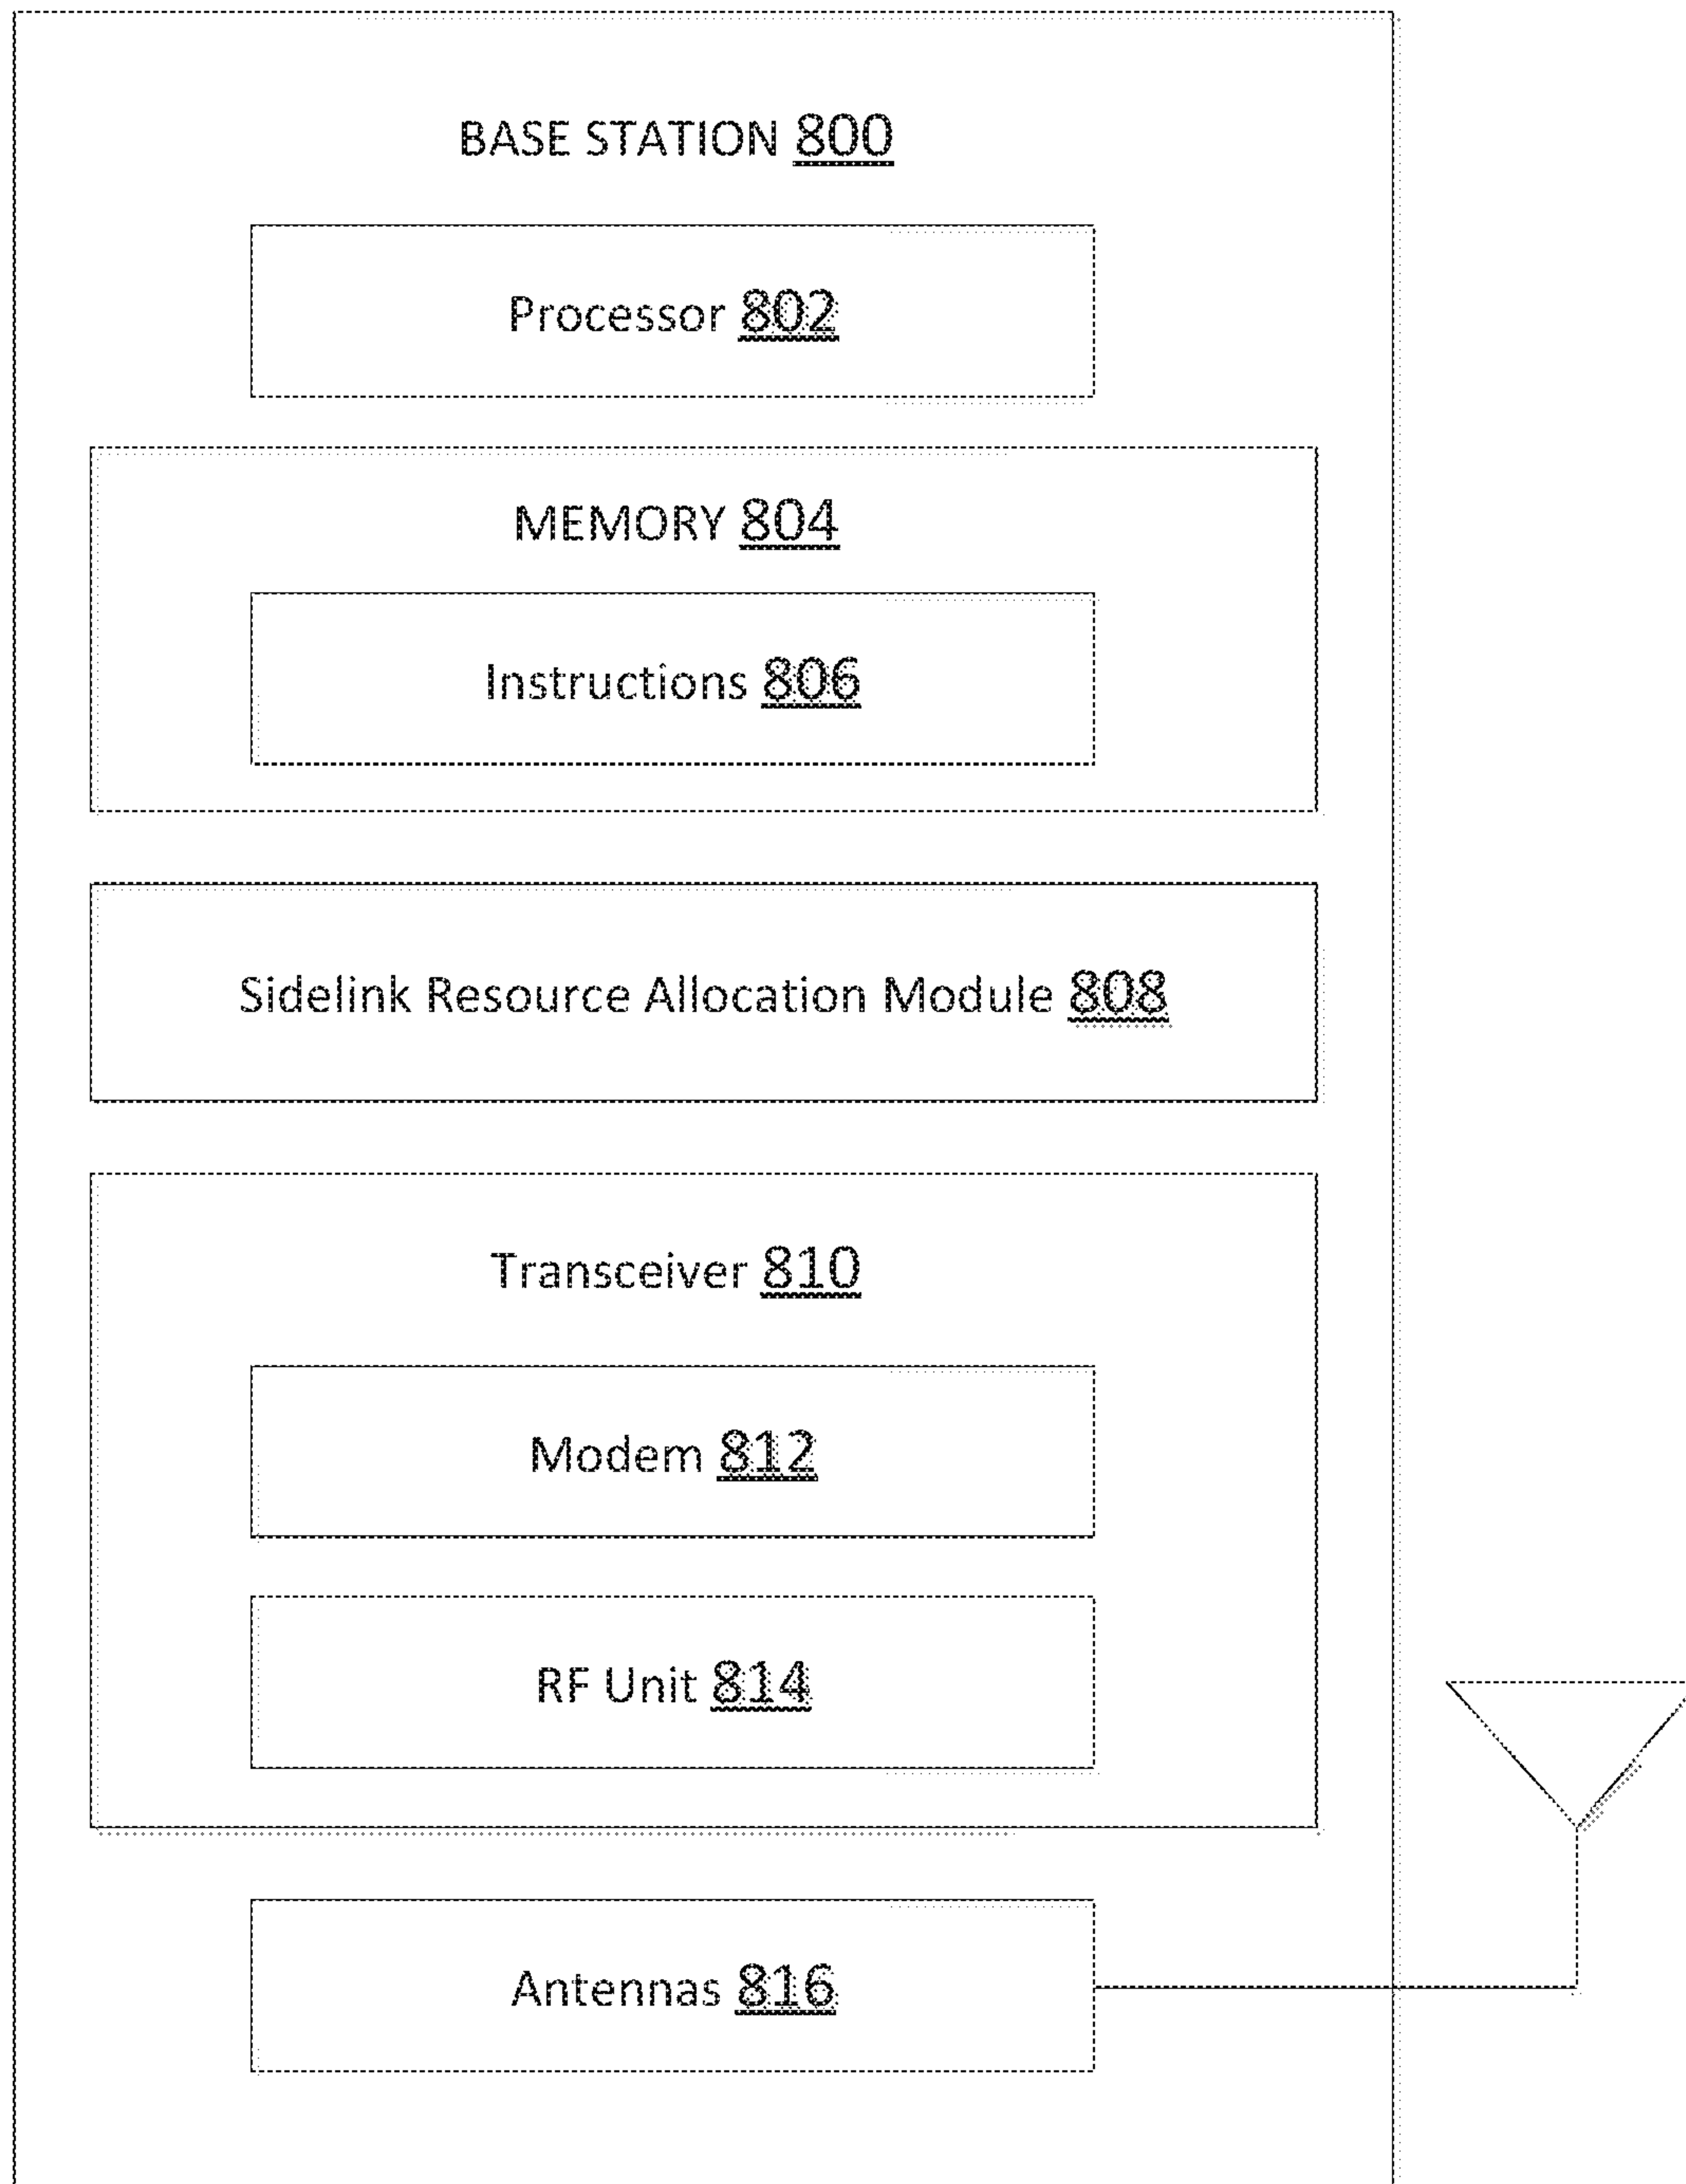 BASE STATION 800
Processor 802
MEMORY 804
Instructions 806
Sidelink Resource Allocation Module 808
Transceiver 810
Modem 812
RF Unit 814
Antennas 816